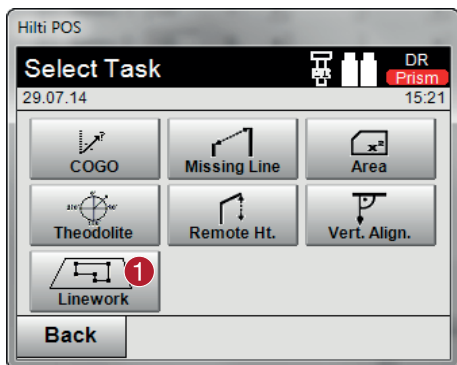 Hilti POS
Select Task
DR
Prism
29.07.14 15:21
COGO Missing Line Area
Theodolite Remote Ht. Vert. Align.
1
Linework
Back